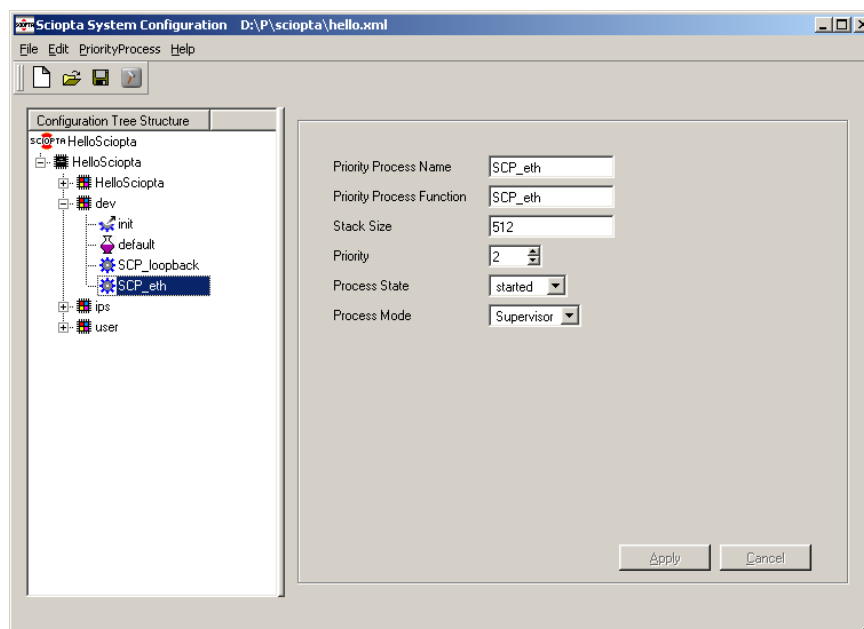 Sciopta System Configuration D:\P\sciopta\hello.xml
File Edit PriorityProcess Help
Configuration Tree Structure
SCIOPTA HelloSciopta
HelloSciopta
HelloSciopta
dev
init
default
SCP_loopback
SCP_eth
ips
user
Priority Process Name SCP_eth
Priority Process Function SCP_eth
Stack Size 512
Priority 2
Process State started
Process Mode Supervisor
Apply Cancel